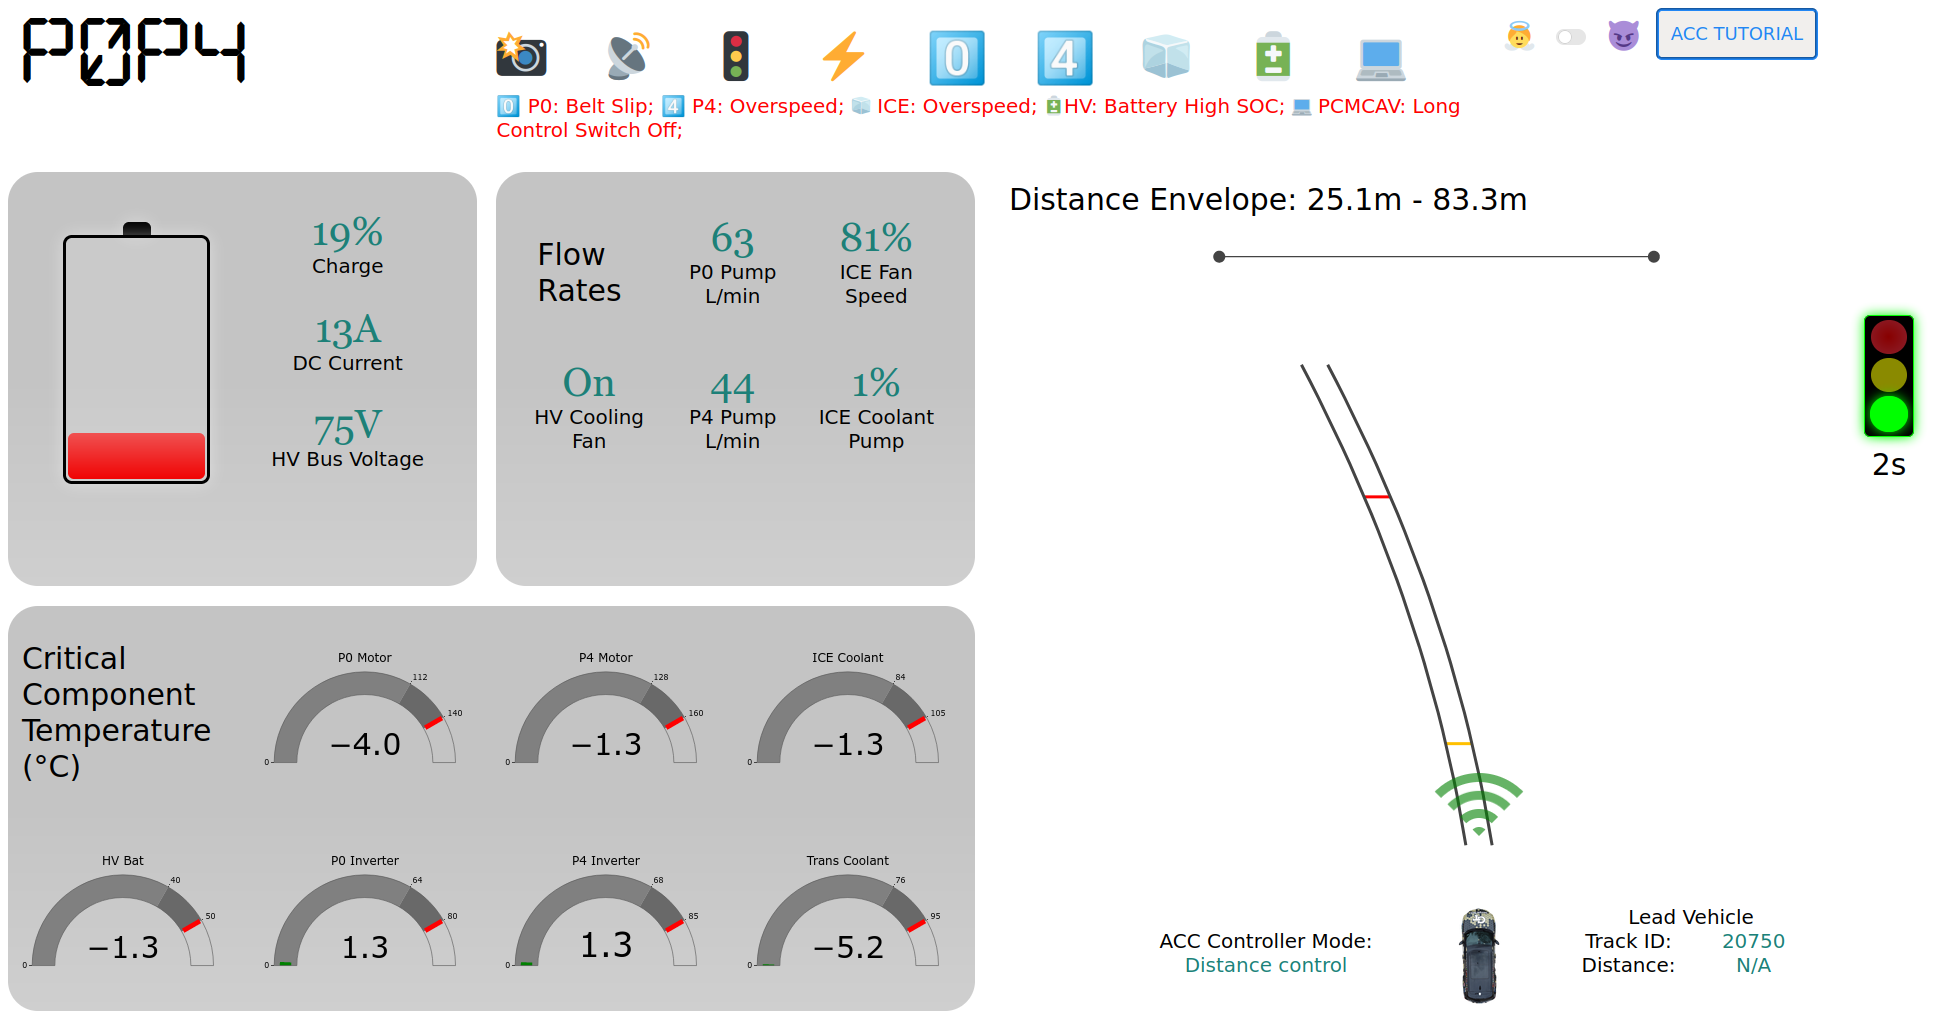 P0P4
ACC TUTORIAL
0 4
0 P0: Belt Slip; 4 P4: Overspeed; ICE: Overspeed; HV: Battery High SOC; PCMCAV: Long
Control Switch Off;
19%
Charge
13A
DC Current
75V
HV Bus Voltage
Flow
Rates
63
P0 Pump
L/min
81%
ICE Fan
Speed
On
HV Cooling
Fan
44
P4 Pump
L/min
1%
ICE Coolant
Pump
Distance Envelope: 25.1m - 83.3m
2s
Critical
Component
Temperature
(°C)
P0 Motor
0
112
140
−4.0
P4 Motor
0
128
160
−1.3
ICE Coolant
0
84
105
−1.3
HV Bat
0
40
50
−1.3
P0 Inverter
0
64
80
1.3
P4 Inverter
0
68
85
1.3
Trans Coolant
0
76
95
−5.2
ACC Controller Mode:
Distance control
Lead Vehicle
Track ID: 20750
Distance: N/A